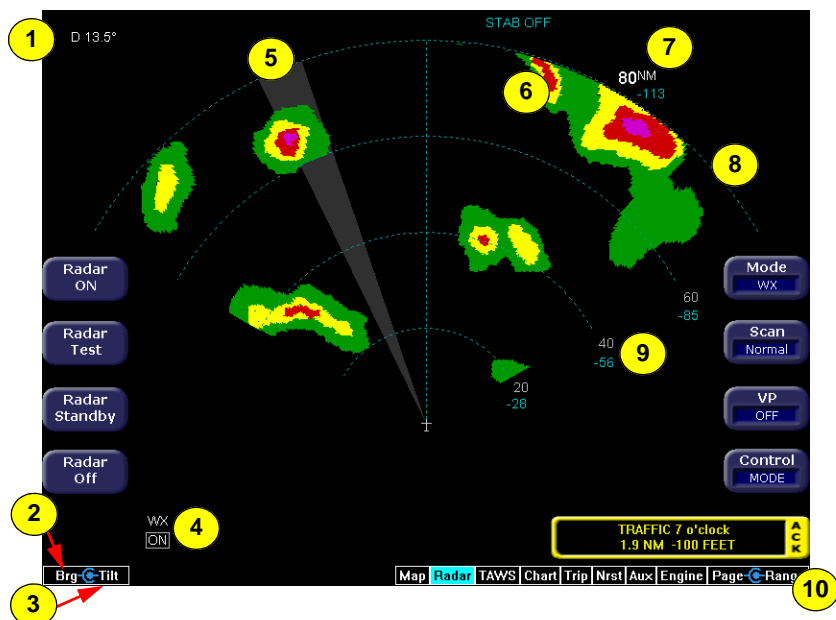 STAB OFF
1
D 13.5°
5
7
80NM
-113
6
8
Radar
ON
Radar
Test
Radar
Standby
Radar
Off
Mode
WX
Scan
Normal
VP
OFF
Control
MODE
60
-85
40
-56
9
20
-28
2
WX
ON
4
TRAFFIC 7 o'clock
1.9 NM -100 FEET
ACK
Brg Tilt
Map Radar TAWS Chart Trip Nrst Aux Engine Page Rang
3
10